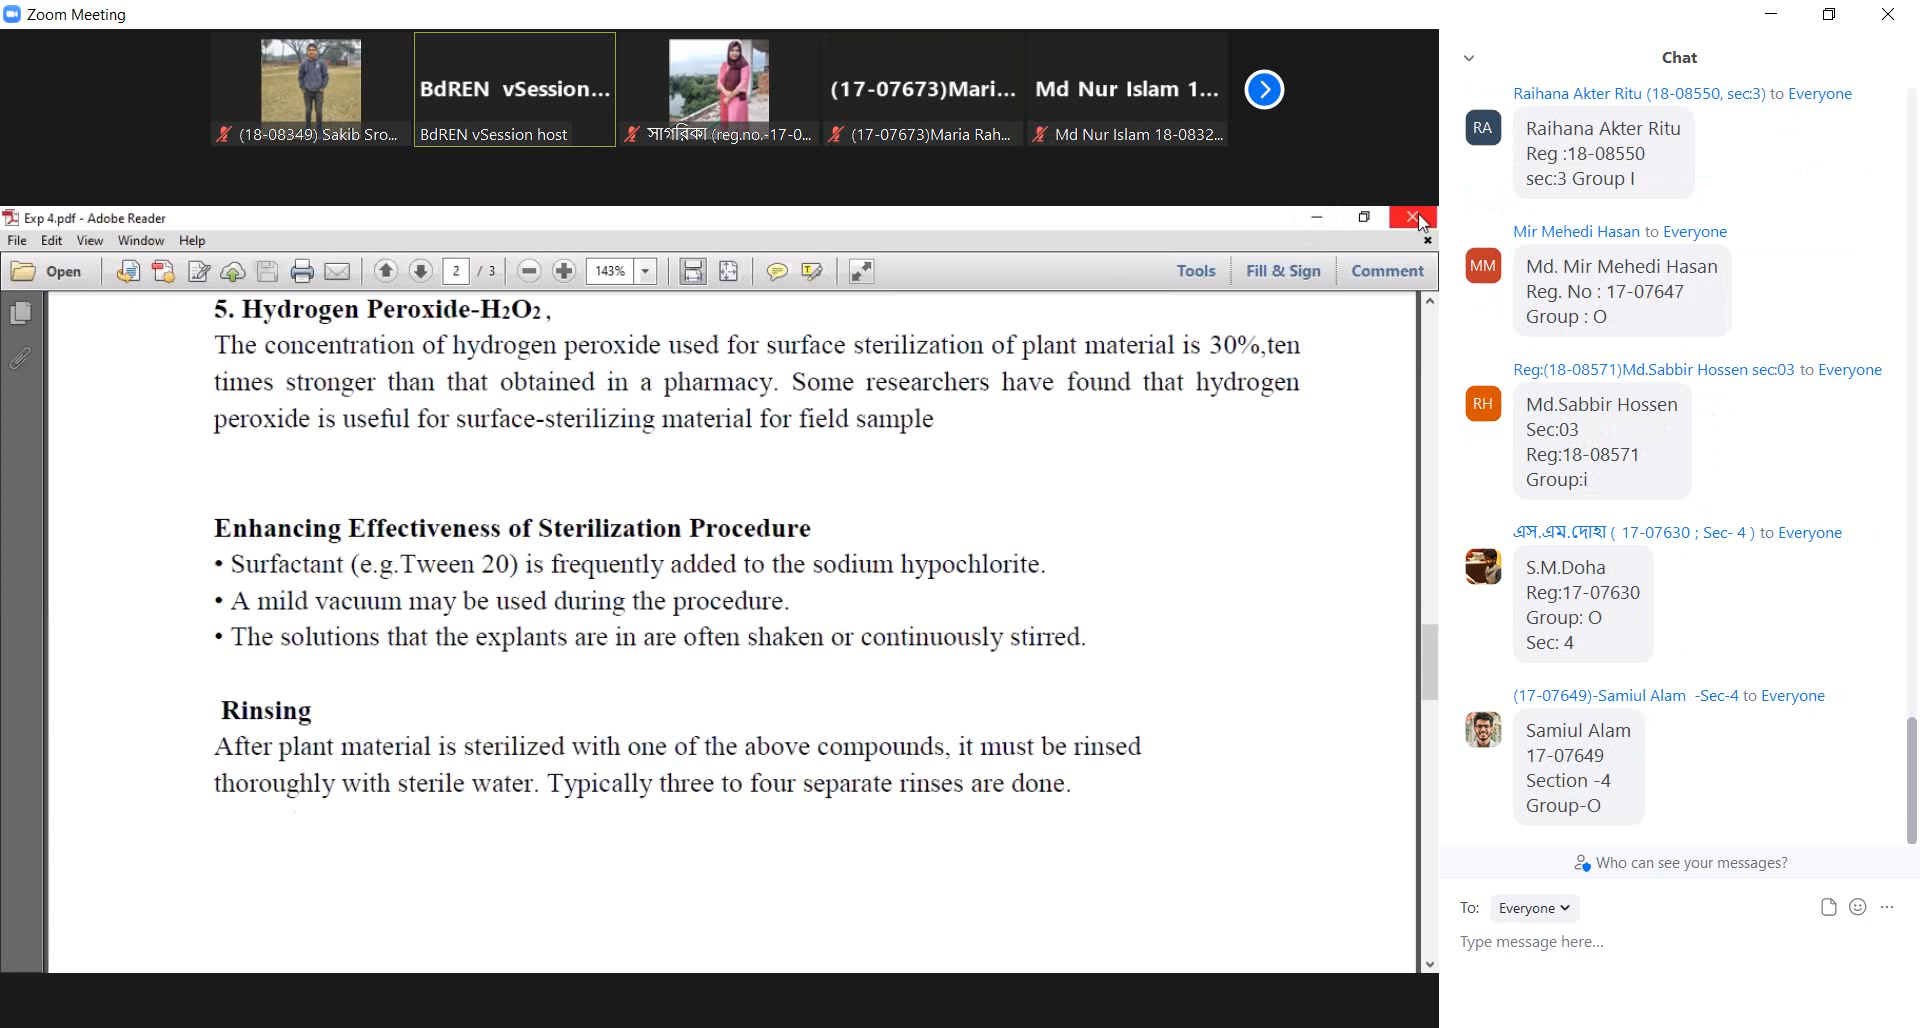 Zoom Meeting
BdREN vSession...
(17-07673)Mari...
Md Nur Islam 1...
(18-08349) Sakib Sro...
BdREN vSession host
সাগরিকা (reg.no.-17-0...
(17-07673)Maria Rah...
Md Nur Islam 18-0832...
Exp 4.pdf - Adobe Reader
File Edit View Window Help
Open
2 / 3
143%
Tools
Fill & Sign
Comment
5. Hydrogen Peroxide-H₂O₂,
The concentration of hydrogen peroxide used for surface sterilization of plant material is 30%,ten
times stronger than that obtained in a pharmacy. Some researchers have found that hydrogen
peroxide is useful for surface-sterilizing material for field sample
Enhancing Effectiveness of Sterilization Procedure
• Surfactant (e.g.Tween 20) is frequently added to the sodium hypochlorite.
• A mild vacuum may be used during the procedure.
• The solutions that the explants are in are often shaken or continuously stirred.
Rinsing
After plant material is sterilized with one of the above compounds, it must be rinsed
thoroughly with sterile water. Typically three to four separate rinses are done.
Chat
Raihana Akter Ritu (18-08550, sec:3) to Everyone
RA
Raihana Akter Ritu
Reg :18-08550
sec:3 Group I
Mir Mehedi Hasan to Everyone
MM
Md. Mir Mehedi Hasan
Reg. No : 17-07647
Group : O
Reg:(18-08571)Md.Sabbir Hossen sec:03 to Everyone
RH
Md.Sabbir Hossen
Sec:03
Reg:18-08571
Group:i
এস.এম.দোহা ( 17-07630 ; Sec- 4 ) to Everyone
S.M.Doha
Reg:17-07630
Group: O
Sec: 4
(17-07649)-Samiul Alam -Sec-4 to Everyone
Samiul Alam
17-07649
Section -4
Group-O
Who can see your messages?
To: Everyone
Type message here...